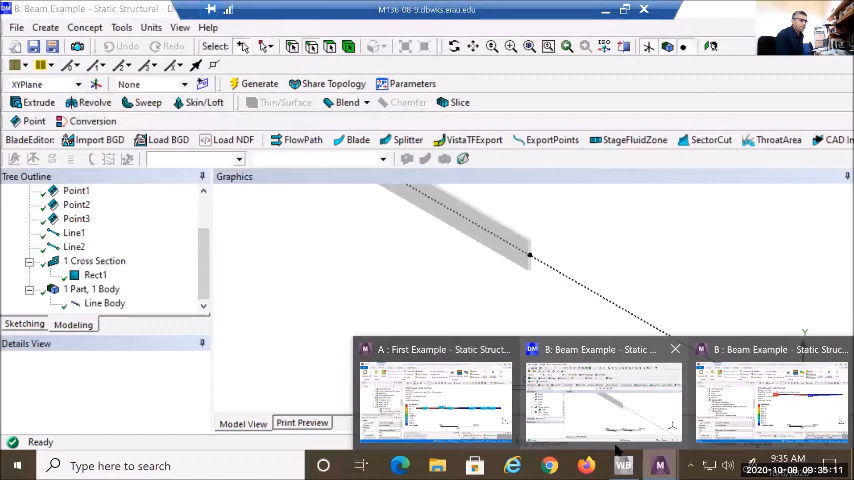 B: Beam Example - Static Structural - D
M136-08-9.dbwks.erau.edu
File Create Concept Tools Units View Help
Undo Redo Select:
XYPlane None Generate Share Topology Parameters
Extrude Revolve Sweep Skin/Loft Thin/Surface Blend Chamfer Slice
Point Conversion
BladeEditor: Import BGD Load BGD Load NDF FlowPath Blade Splitter VistaTFExport ExportPoints StageFluidZone SectorCut ThroatArea CAD In
Tree Outline
Graphics
Point1
Point2
Point3
Line1
Line2
1 Cross Section
Rect1
1 Part, 1 Body
Line Body
Sketching Modeling
Details View
Y
A : First Example - Static Struct...
B: Beam Example - Static ...
B : Beam Example - Static Struc...
Model View Print Preview
Ready
Type here to search
WB
9:35 AM
2020-10-08 09:35:11